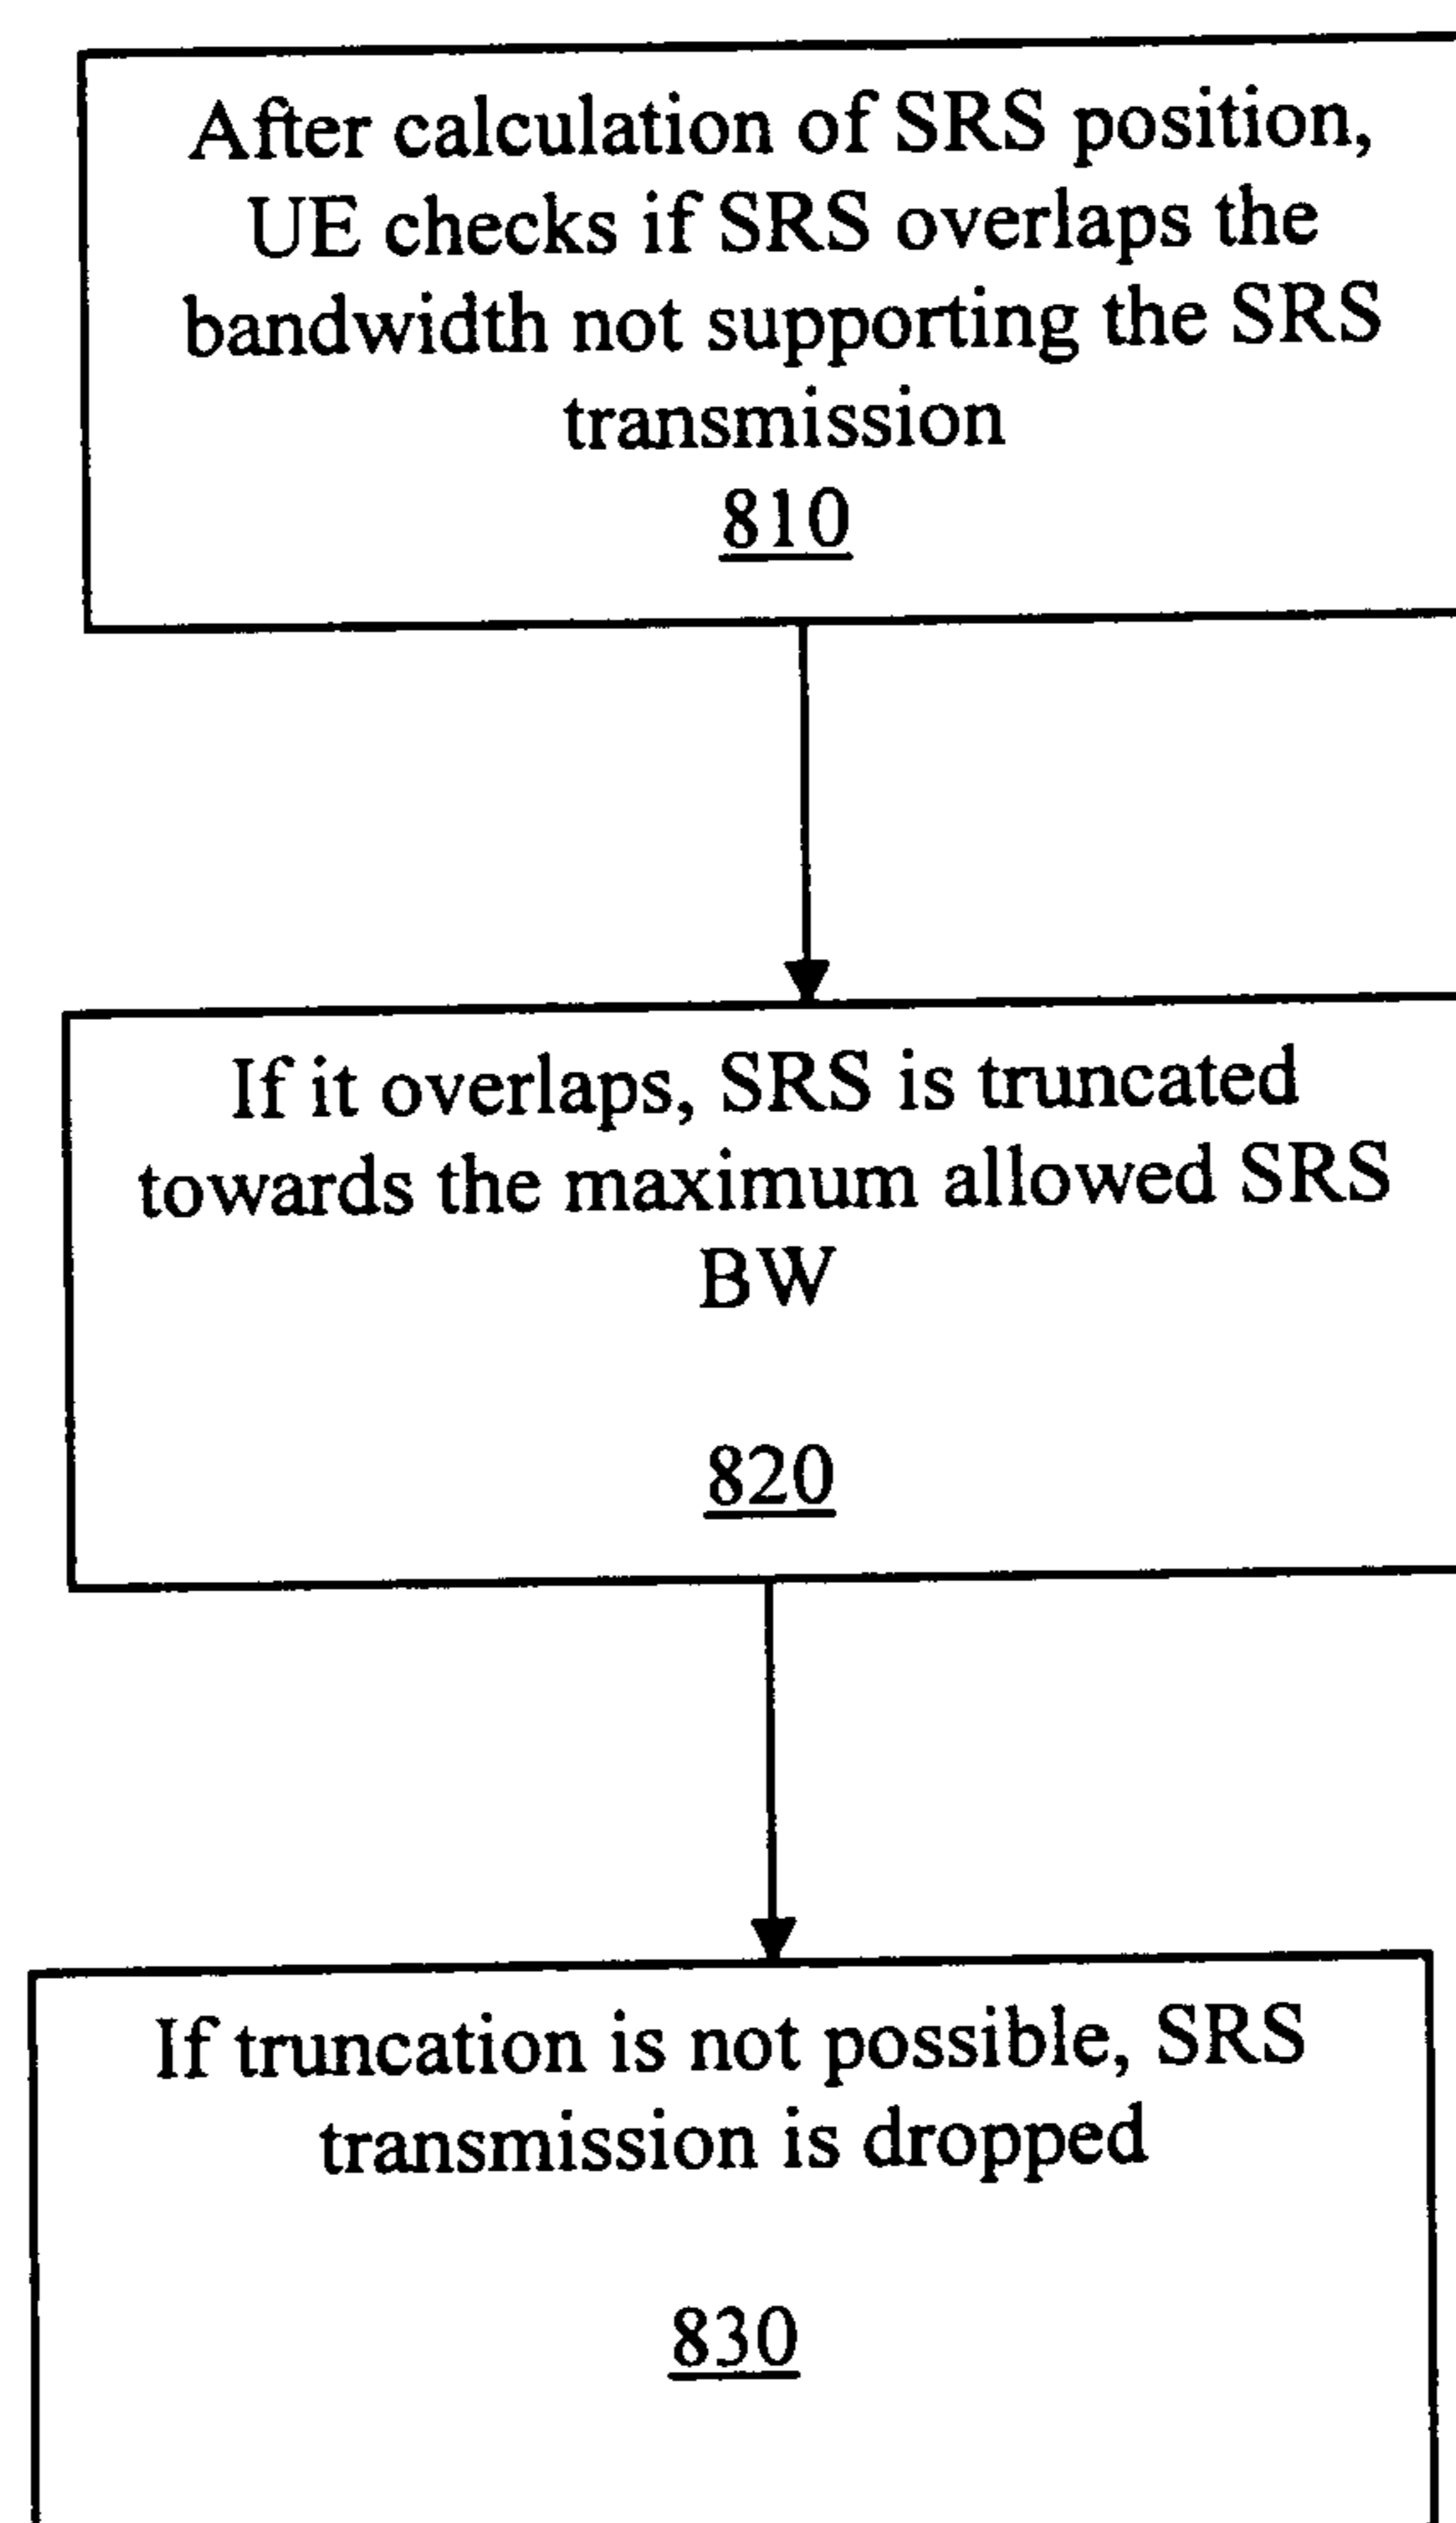 After calculation of SRS position,
UE checks if SRS overlaps the
bandwidth not supporting the SRS
transmission
810
If it overlaps, SRS is truncated
towards the maximum allowed SRS
BW
820
If truncation is not possible, SRS
transmission is dropped
830